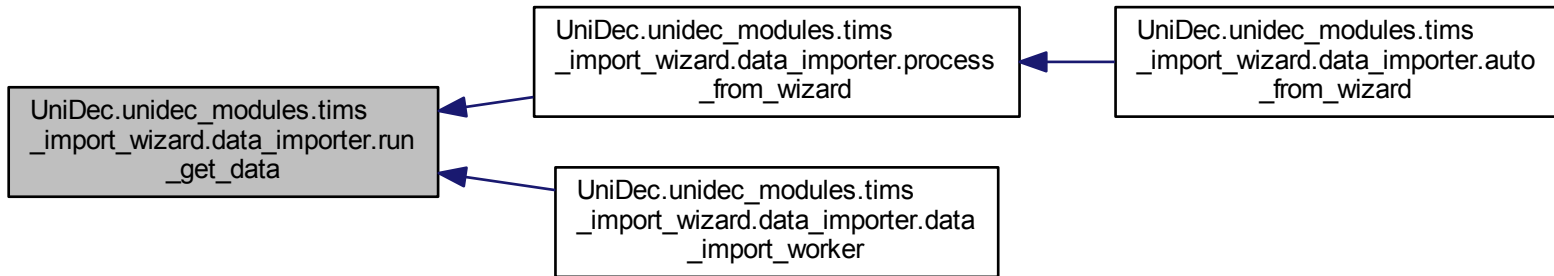 UniDec.unidec_modules.tims
_import_wizard.data_importer.run
_get_data
UniDec.unidec_modules.tims
_import_wizard.data_importer.process
_from_wizard
UniDec.unidec_modules.tims
_import_wizard.data_importer.auto
_from_wizard
UniDec.unidec_modules.tims
_import_wizard.data_importer.data
_import_worker